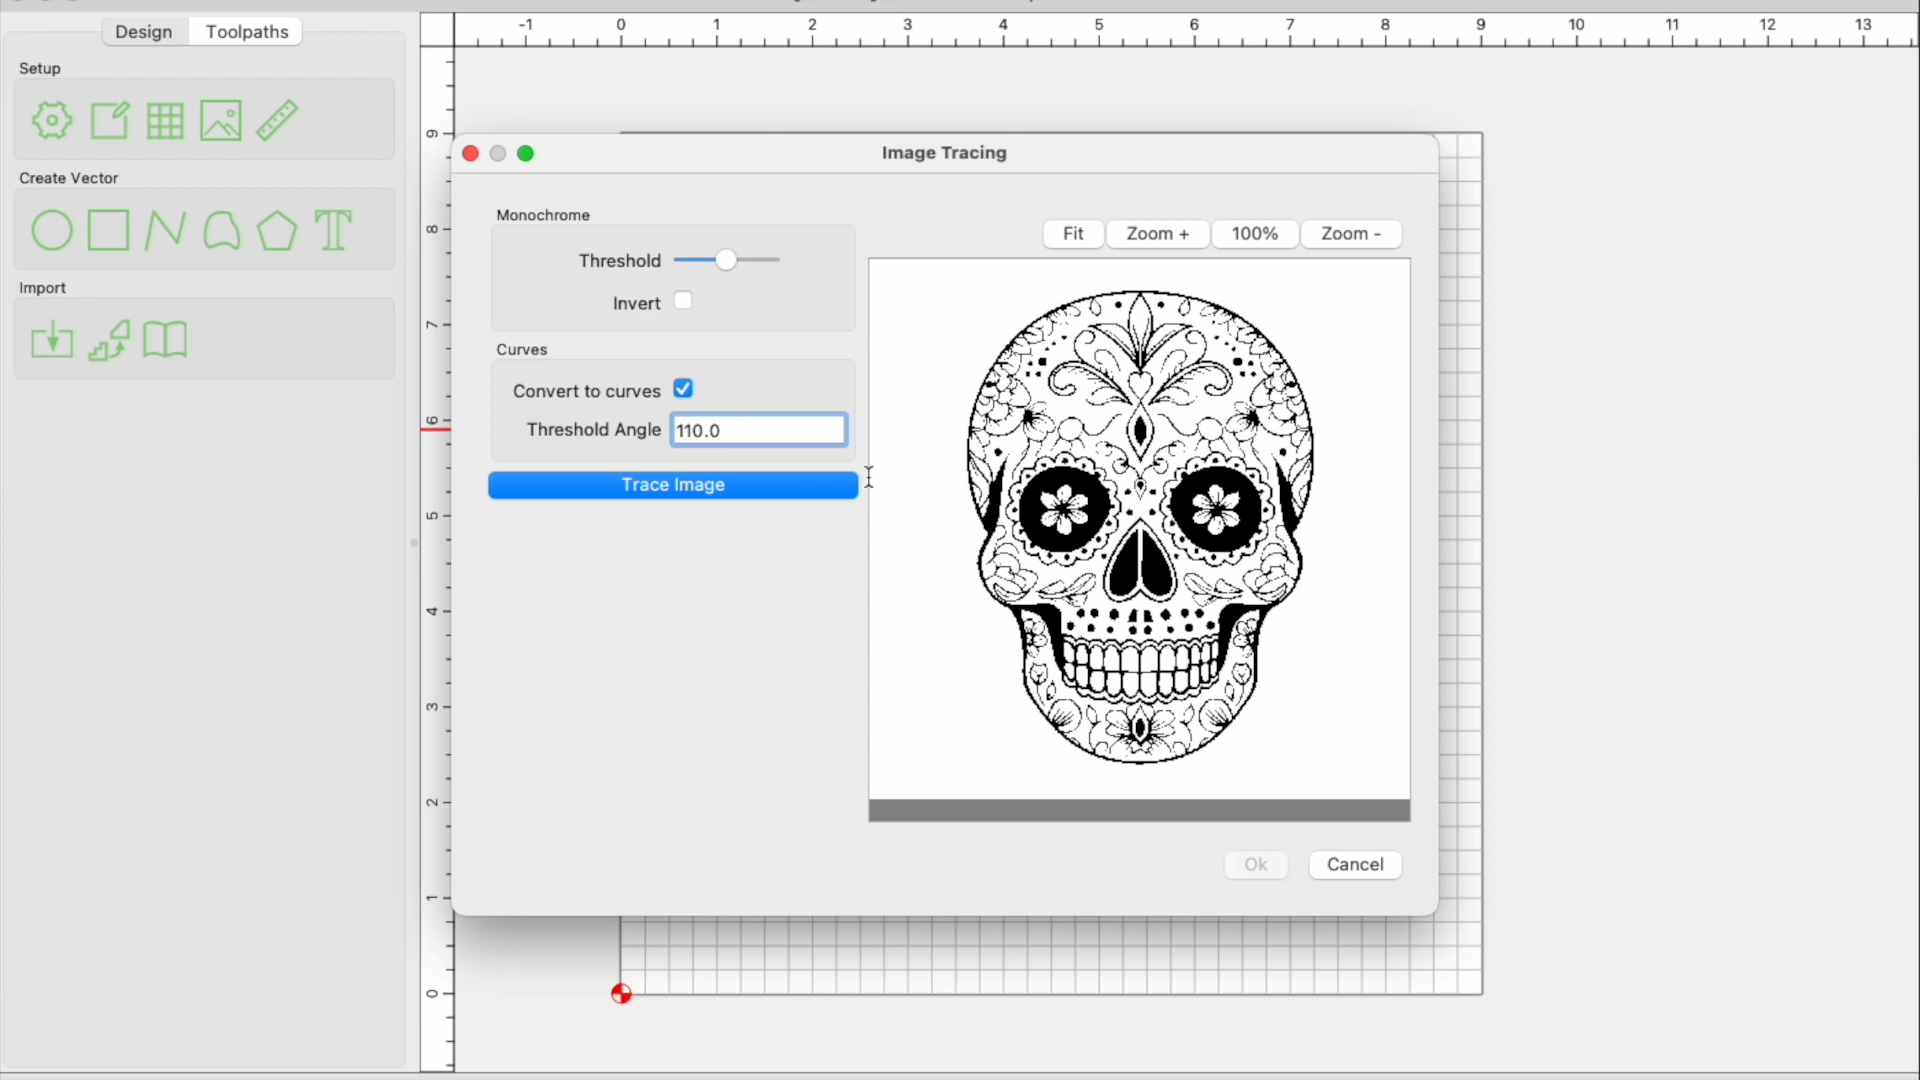 Design Toolpaths
Setup
Create Vector
T
Import
-1 0 1 2 3 4 5 6 7 8 9 10 11 12 13
9
8
7
6
5
4
3
2
1
0
Image Tracing
Monochrome
Threshold
Invert
Curves
Convert to curves
Threshold Angle 110.0
Trace Image
Fit Zoom + 100% Zoom -
Ok Cancel